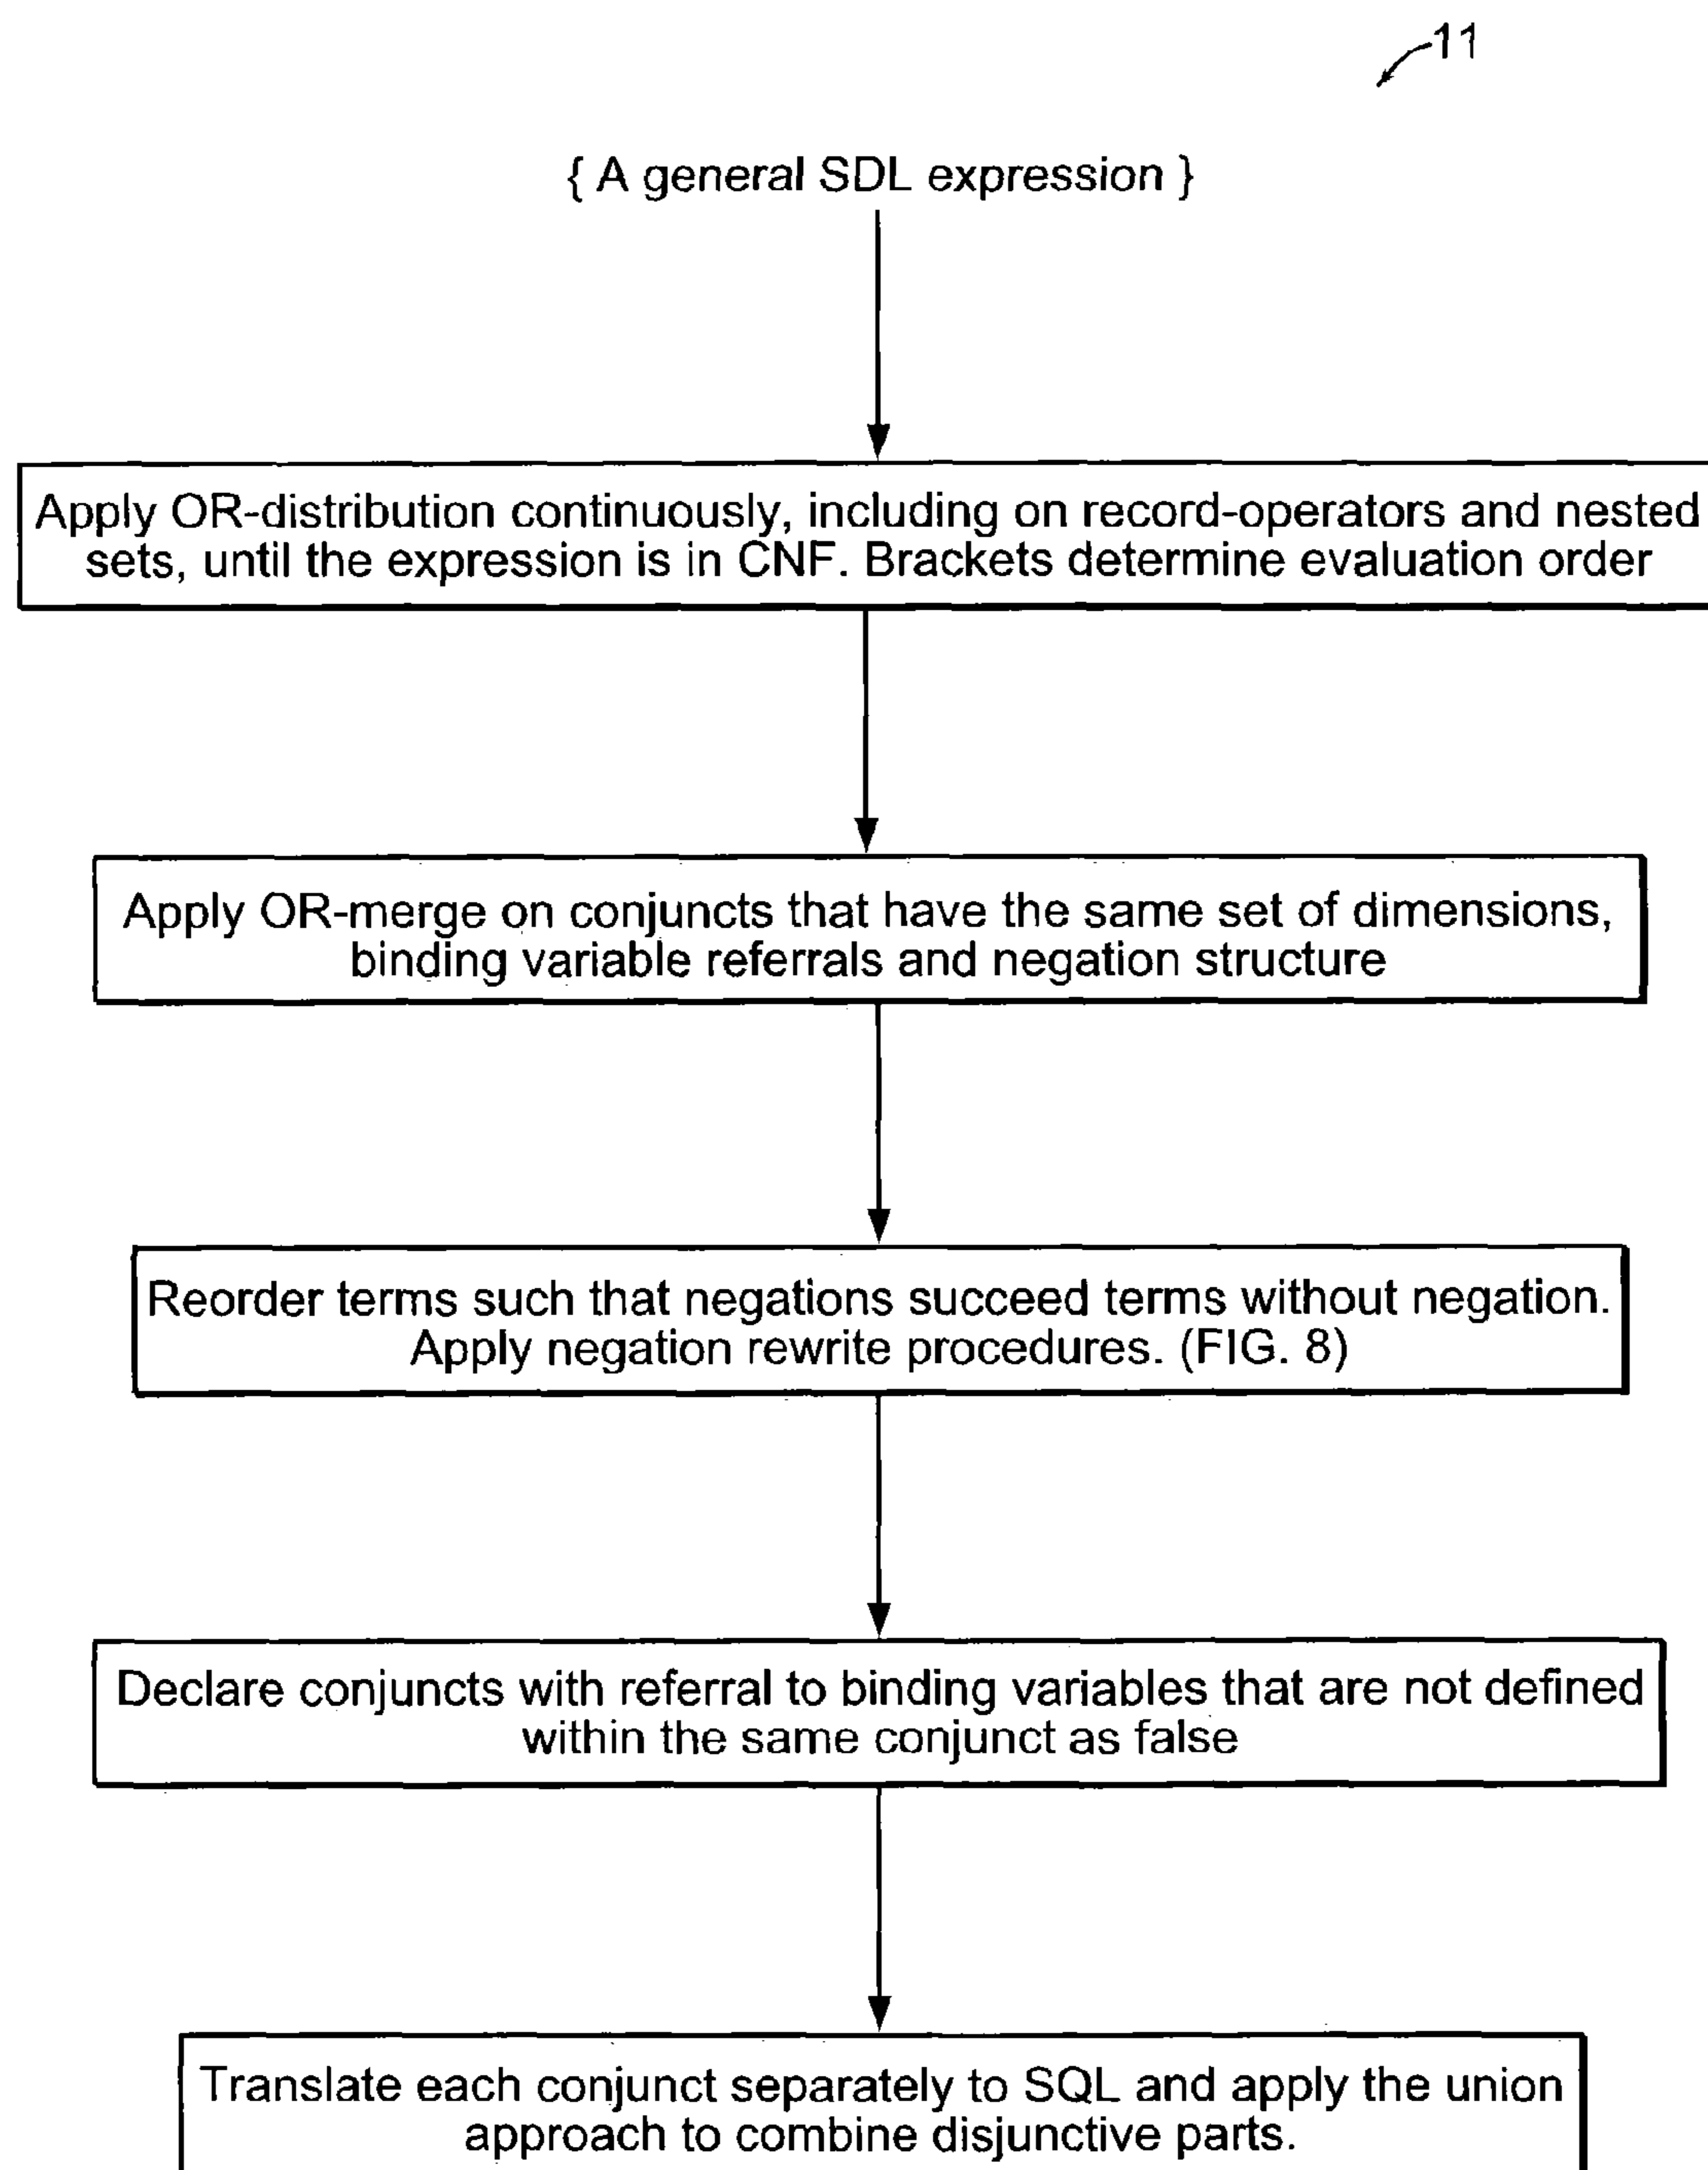 11
{ A general SDL expression }
Apply OR-distribution continuously, including on record-operators and nested
sets, until the expression is in CNF. Brackets determine evaluation order
Apply OR-merge on conjuncts that have the same set of dimensions,
binding variable referrals and negation structure
Reorder terms such that negations succeed terms without negation.
Apply negation rewrite procedures. (FIG. 8)
Declare conjuncts with referral to binding variables that are not defined
within the same conjunct as false
Translate each conjunct separately to SQL and apply the union
approach to combine disjunctive parts.